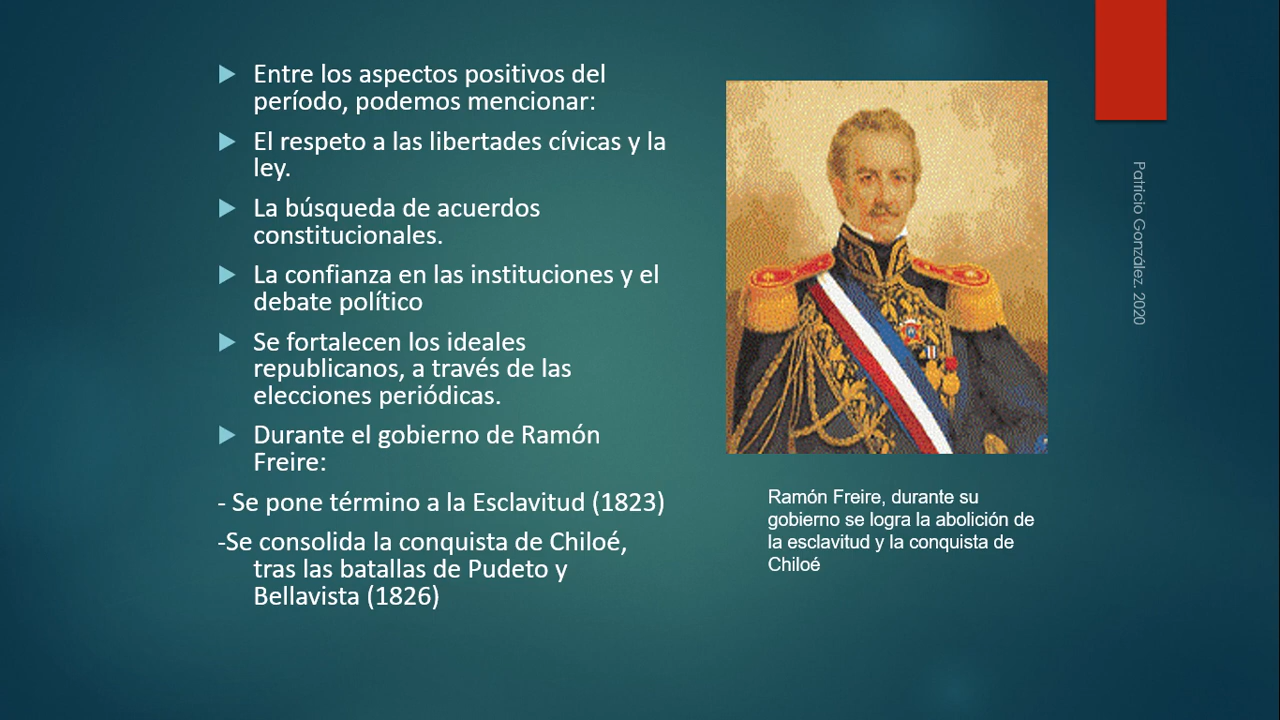 Entre los aspectos positivos del
período, podemos mencionar:
El respeto a las libertades cívicas y la
ley.
La búsqueda de acuerdos
constitucionales.
La confianza en las instituciones y el
debate político
Se fortalecen los ideales
republicanos, a través de las
elecciones periódicas.
Durante el gobierno de Ramón
Freire:
- Se pone término a la Esclavitud (1823)
-Se consolida la conquista de Chiloé,
tras las batallas de Pudeto y
Bellavista (1826)
Ramón Freire, durante su
gobierno se logra la abolición de
la esclavitud y la conquista de
Chiloé
Patricio González. 2020